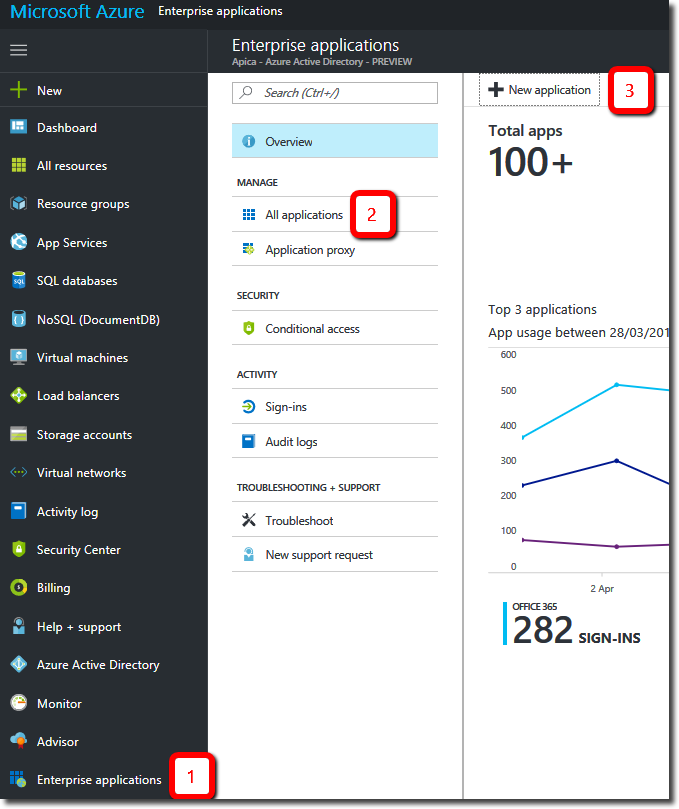 Microsoft Azure Enterprise applications
New
Dashboard
All resources
Resource groups
App Services
SQL databases
NoSQL (DocumentDB)
Virtual machines
Load balancers
Storage accounts
Virtual networks
Activity log
Security Center
Billing
Help + support
Azure Active Directory
Monitor
Advisor
Enterprise applications
1
Enterprise applications
Apica - Azure Active Directory - PREVIEW
Search (Ctrl+/)
Overview
MANAGE
All applications
2
Application proxy
SECURITY
Conditional access
ACTIVITY
Sign-ins
Audit logs
TROUBLESHOOTING + SUPPORT
Troubleshoot
New support request
New application
3
Total apps
100+
Top 3 applications
App usage between 28/03/201
600
500
400
300
200
100
0
2 Apr
OFFICE 365
282 SIGN-INS